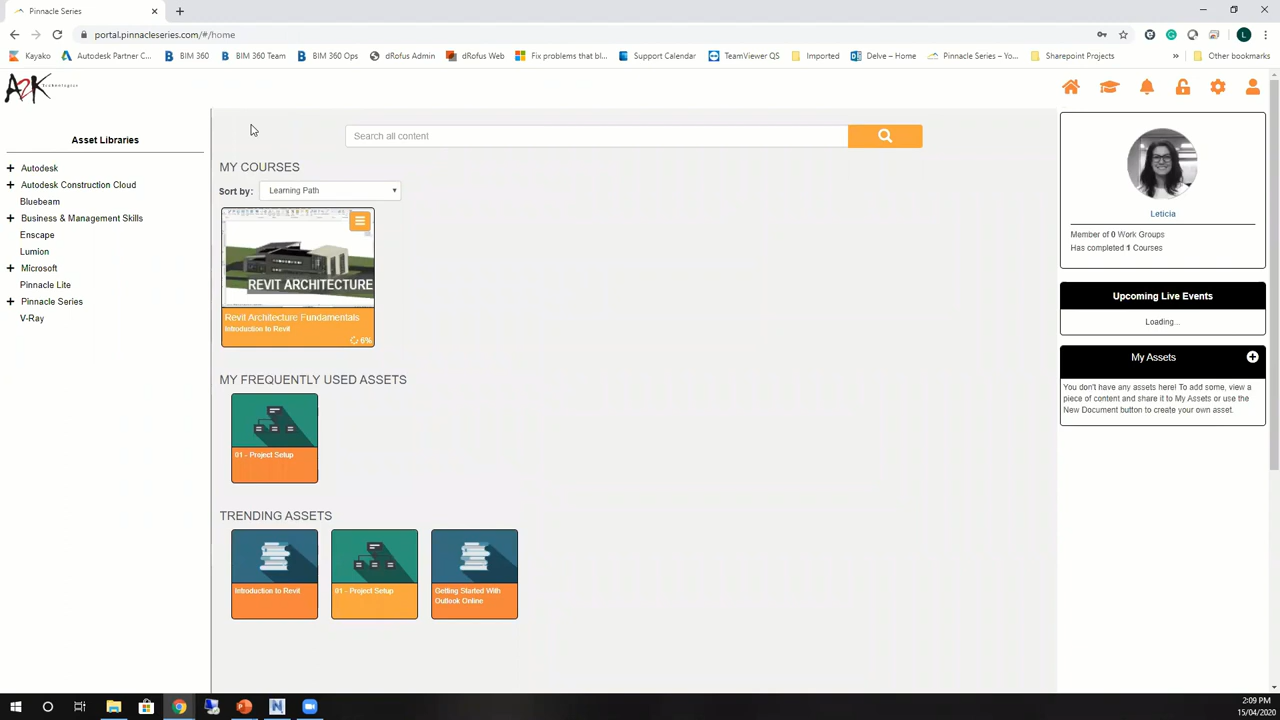 Pinnacle Series
portal.pinnacleseries.com/#/home
Kayako
Autodesk Partner C...
BIM 360
BIM 360 Team
BIM 360 Ops
dRofus Admin
dRofus Web
Fix problems that bl...
Support Calendar
TeamViewer QS
Imported
Delve – Home
Pinnacle Series – Yo...
Sharepoint Projects
»
Other bookmarks
L
A2K Technologies
Asset Libraries
Autodesk
Autodesk Construction Cloud
Bluebeam
Business & Management Skills
Enscape
Lumion
Microsoft
Pinnacle Lite
Pinnacle Series
V-Ray
Search all content
MY COURSES
Sort by: Learning Path
REVIT ARCHITECTURE
Revit Architecture Fundamentals
Introduction to Revit
0%
MY FREQUENTLY USED ASSETS
01 - Project Setup
TRENDING ASSETS
Introduction to Revit
01 - Project Setup
Getting Started With
Outlook Online
Leticia
Member of 0 Work Groups
Has completed 1 Courses
Upcoming Live Events
Loading...
My Assets
You don't have any assets here! To add some, view a
piece of content and share it to My Assets or use the
New Document button to create your own asset.
2:09 PM
15/04/2020